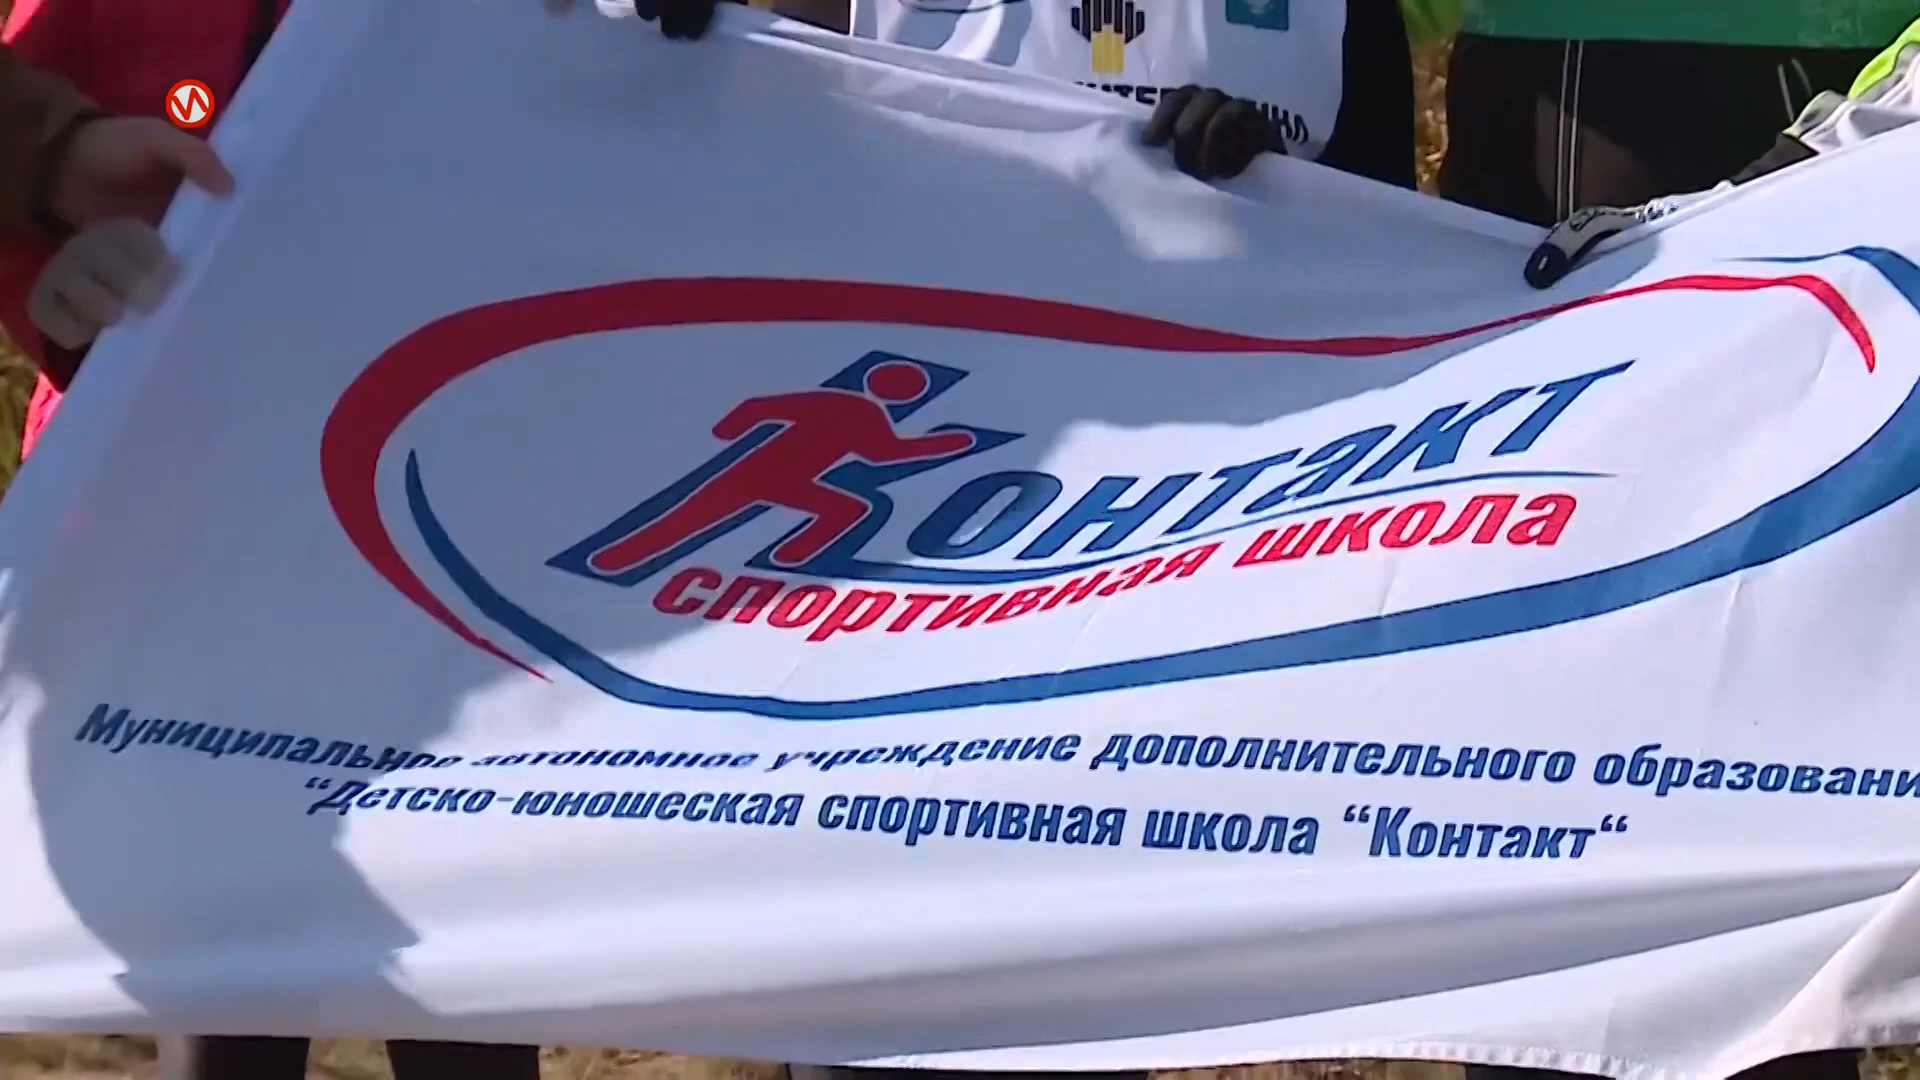 Контакт
спортивная школа
Муниципальное автономное учреждение дополнительного образовани
“Детско-юношеская спортивная школа “Контакт“